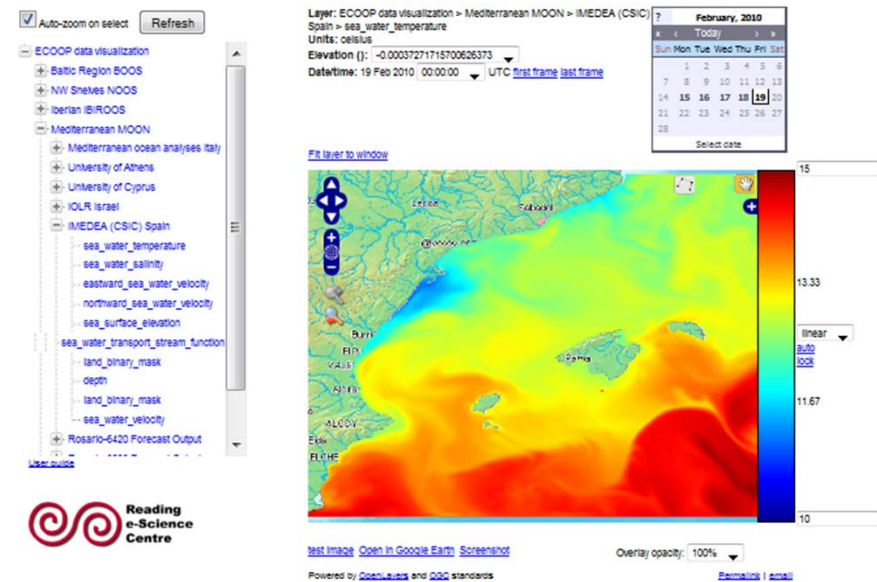 Auto-zoom on select Refresh
ECOOP data visualization
Baltic Region BOOS
NW Shelves NOOS
Iberian IBIROOS
Mediterranean MOON
Mediterranean ocean analyses Italy
University of Athens
University of Cyprus
IOLR Israel
IMEDEA (CSIC) Spain
sea_water_temperature
sea_water_salinity
eastward_sea_water_velocity
northward_sea_water_velocity
sea_surface_elevation
sea_water_transport_stream_function
land_binary_mask
depth
land_binary_mask
sea_water_velocity
Rosario-6420 Forecast Output
User guide
Reading
e-Science
Centre
Layer: ECOOP data visualization > Mediterranean MOON > IMEDEA (CSIC)
Spain > sea_water_temperature
Units: celsius
Elevation (): -0.00037271715700626373
Date/time: 19 Feb 2010 00:00:00 UTC first frame last frame
? February, 2010
« ‹ Today › »
Sun Mon Tue Wed Thu Fri Sat
1 2 3 4 5 6
7 8 9 10 11 12 13
14 15 16 17 18 19 20
21 22 23 24 25 26 27
28
Select date
Fit layer to window
Sabadell
Palma
ALCOY
ELCHE
15
13.33
11.67
10
linear
auto
lock
test image Open in Google Earth Screenshot
Overlay opacity: 100%
Powered by OpenLayers and OGC standards
Permalink | email